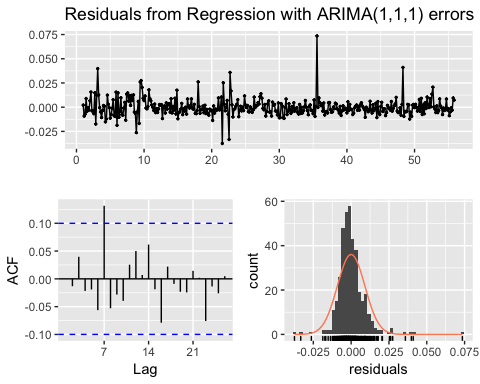 Residuals from Regression with ARIMA(1,1,1) errors
0.075
0.050
0.025
0.000
-0.025
0 10 20 30 40 50
ACF
0.10
0.05
0.00
-0.05
-0.10
7 14 21
Lag
count
60
40
20
0
-0.025 0.000 0.025 0.050 0.075
residuals